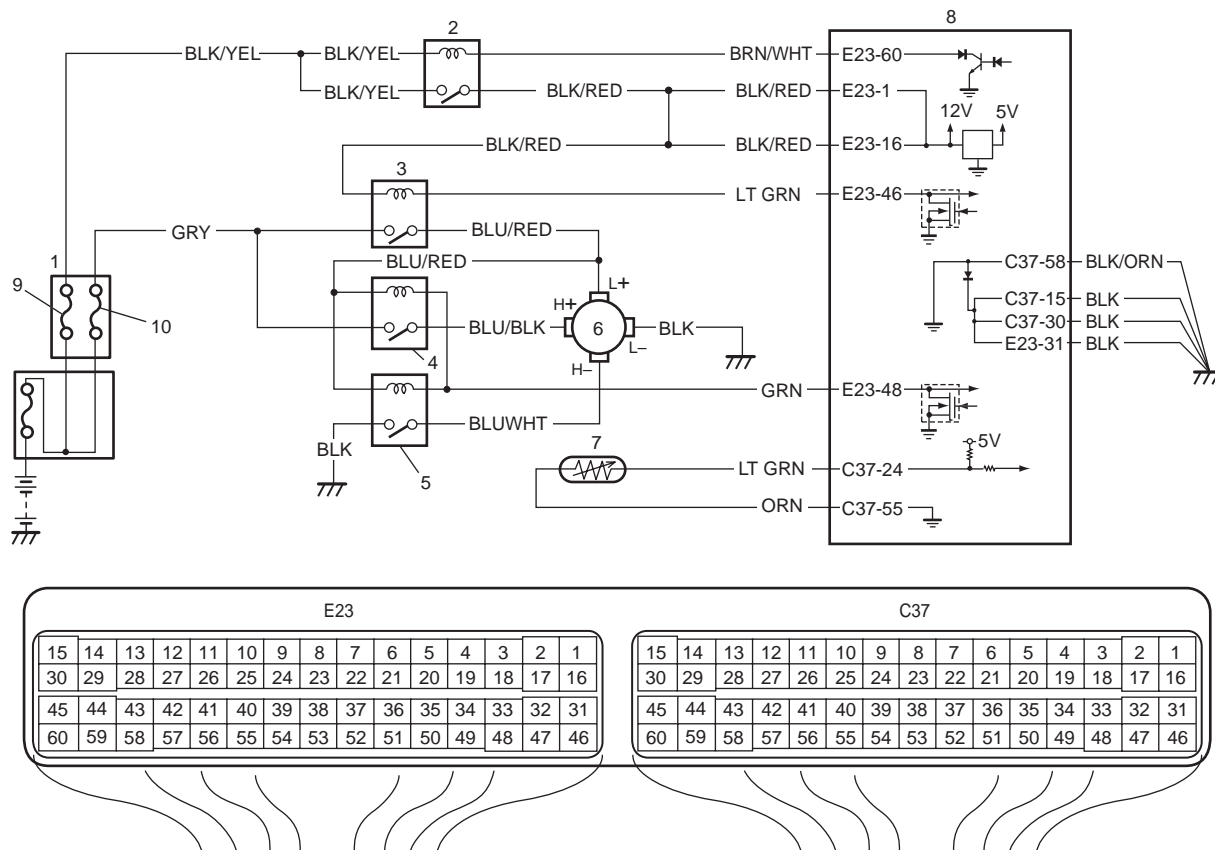 8
2
BLK/YEL BLK/YEL BRN/WHT E23-60
BLK/YEL BLK/RED BLK/RED E23-1
12V 5V
BLK/RED BLK/RED E23-16
3
LT GRN E23-46
GRY BLU/RED
1 BLU/RED C37-58 BLK/ORN
9 L+ C37-15 BLK
H+
10 BLU/BLK 6 BLK C37-30 BLK
4 L– E23-31 BLK
H–
GRN E23-48
BLUWHT
BLK 7 5V
5 LT GRN C37-24
ORN C37-55
E23 C37
15 14 13 12 11 10 9 8 7 6 5 4 3 2 1 15 14 13 12 11 10 9 8 7 6 5 4 3 2 1
30 29 28 27 26 25 24 23 22 21 20 19 18 17 16 30 29 28 27 26 25 24 23 22 21 20 19 18 17 16
45 44 43 42 41 40 39 38 37 36 35 34 33 32 31 45 44 43 42 41 40 39 38 37 36 35 34 33 32 31
60 59 58 57 56 55 54 53 52 51 50 49 48 47 46 60 59 58 57 56 55 54 53 52 51 50 49 48 47 46